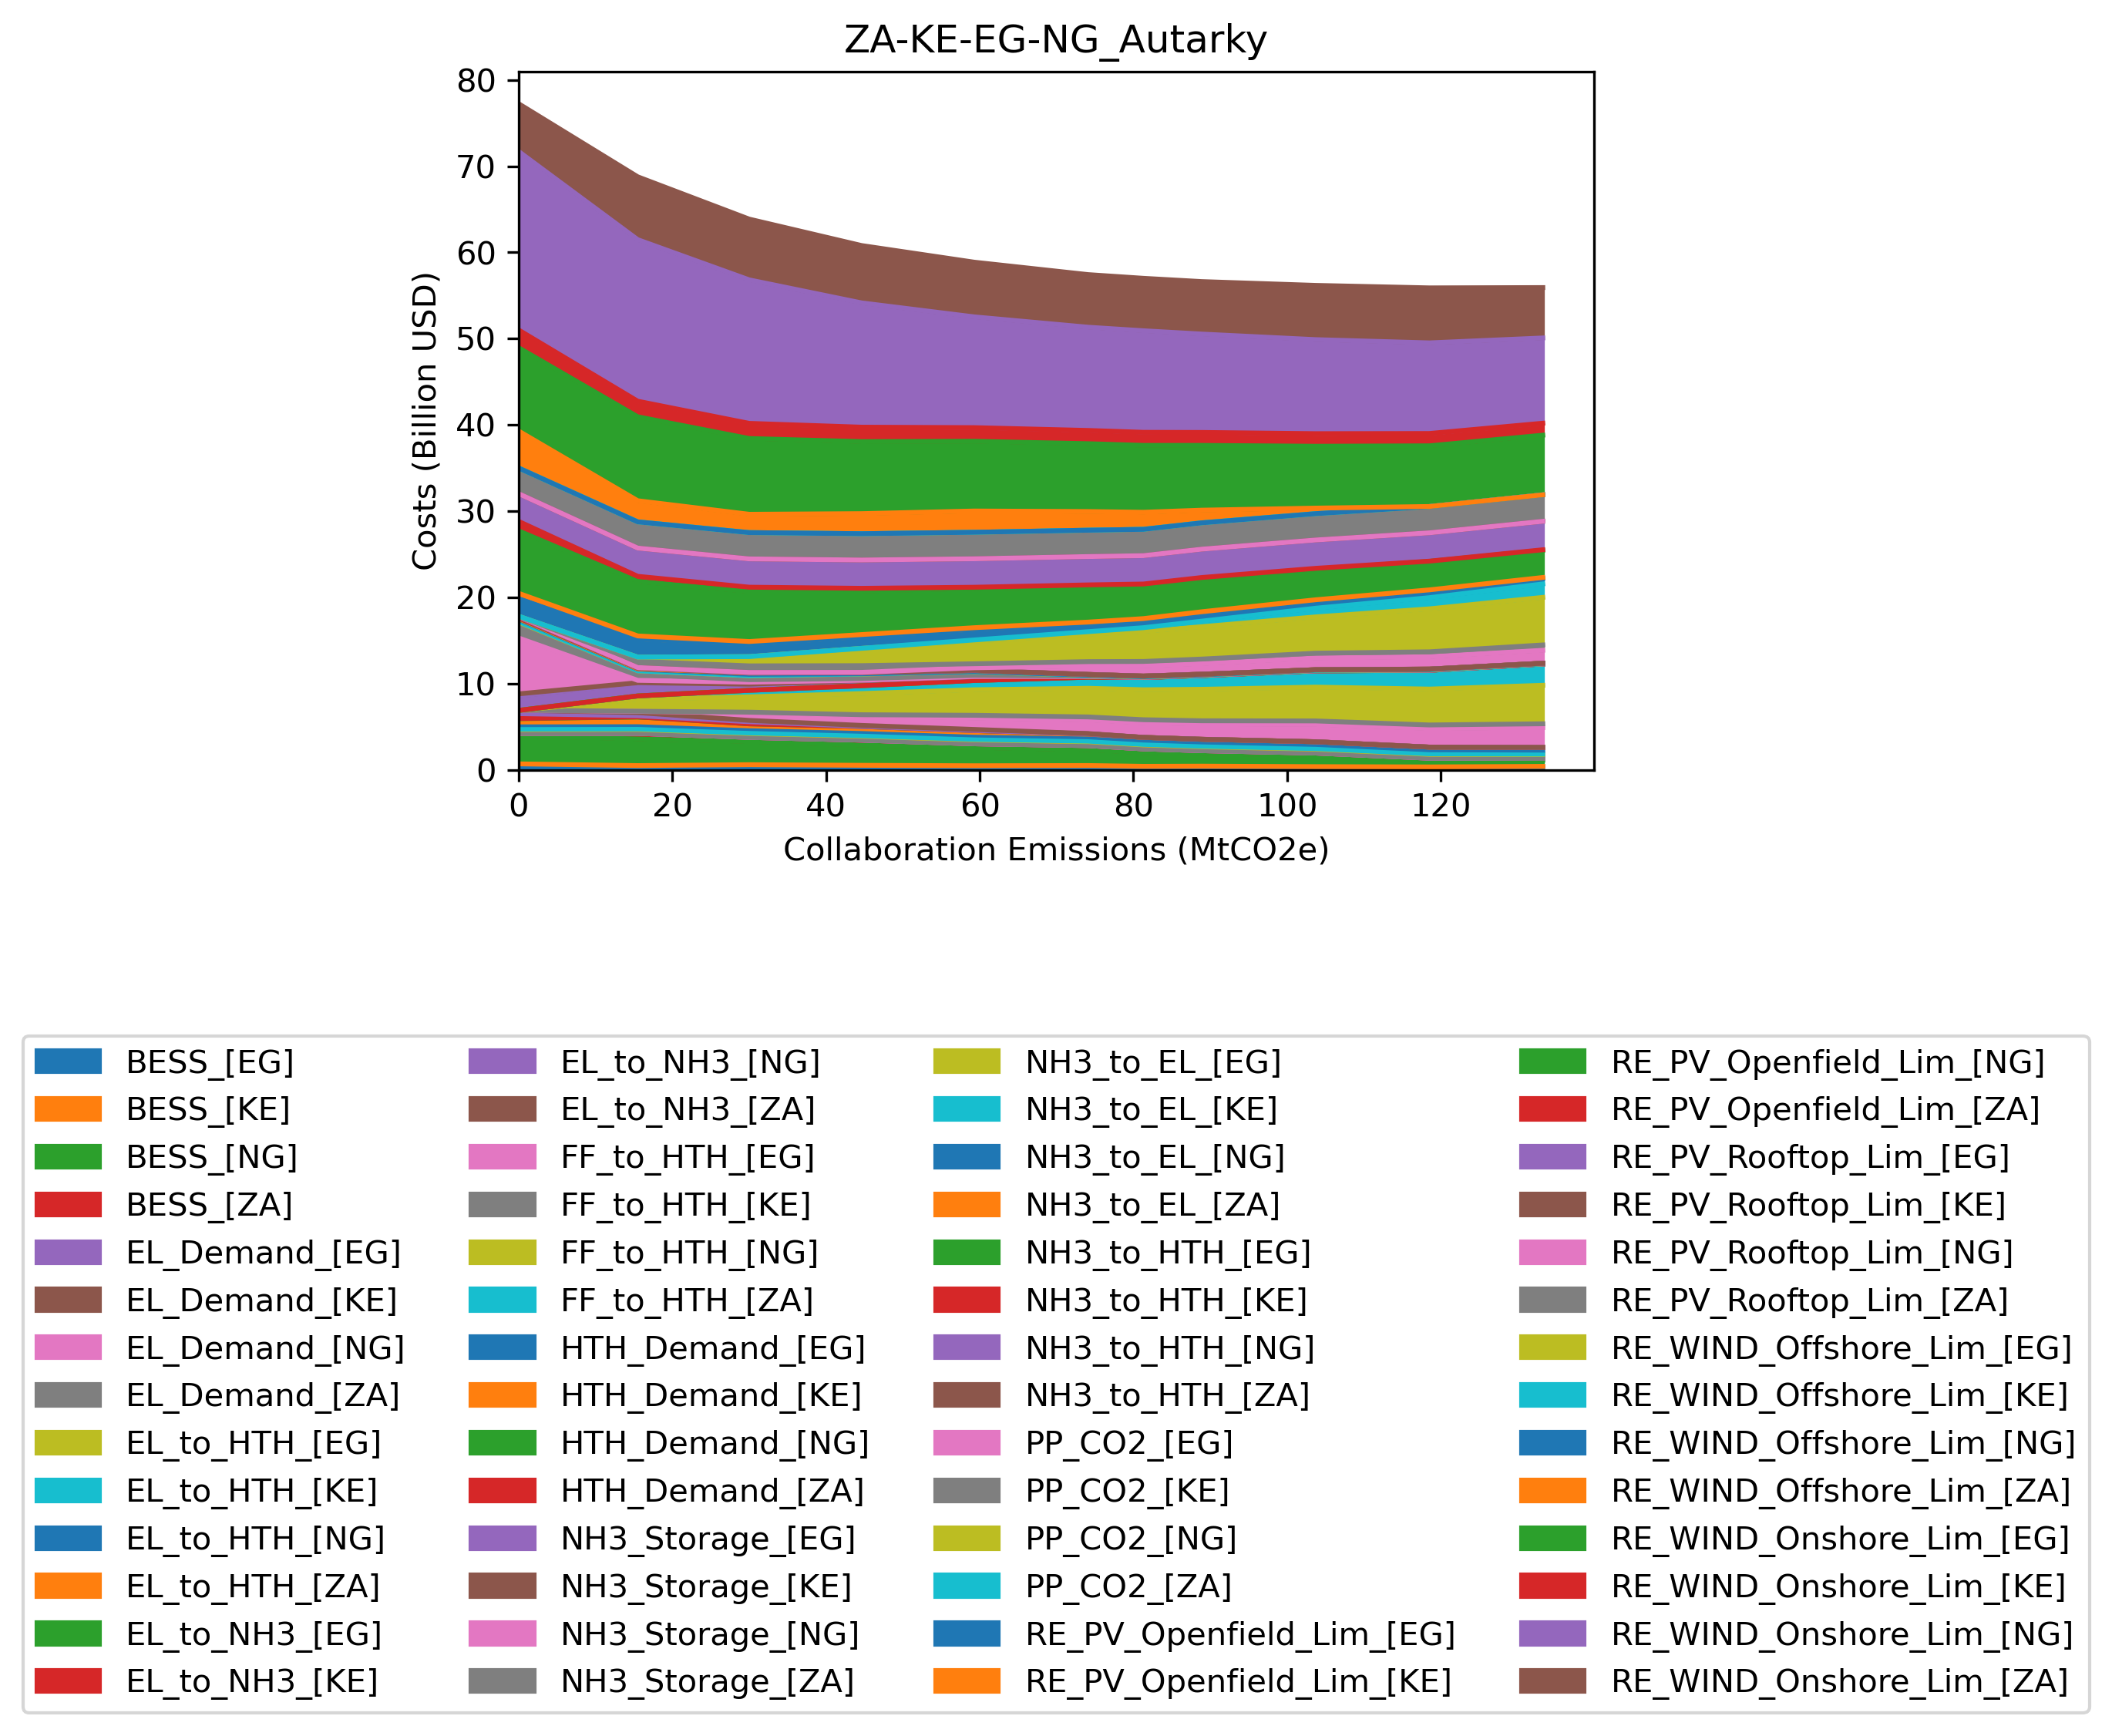 ZA-KE-EG-NG_Autarky
80
70
60
50
40
30
20
10
0
Costs (Billion USD)
0 20 40 60 80 100 120
Collaboration Emissions (MtCO2e)
BESS_[EG]
BESS_[KE]
BESS_[NG]
BESS_[ZA]
EL_Demand_[EG]
EL_Demand_[KE]
EL_Demand_[NG]
EL_Demand_[ZA]
EL_to_HTH_[EG]
EL_to_HTH_[KE]
EL_to_HTH_[NG]
EL_to_HTH_[ZA]
EL_to_NH3_[EG]
EL_to_NH3_[KE]
EL_to_NH3_[NG]
EL_to_NH3_[ZA]
FF_to_HTH_[EG]
FF_to_HTH_[KE]
FF_to_HTH_[NG]
FF_to_HTH_[ZA]
HTH_Demand_[EG]
HTH_Demand_[KE]
HTH_Demand_[NG]
HTH_Demand_[ZA]
NH3_Storage_[EG]
NH3_Storage_[KE]
NH3_Storage_[NG]
NH3_Storage_[ZA]
NH3_to_EL_[EG]
NH3_to_EL_[KE]
NH3_to_EL_[NG]
NH3_to_EL_[ZA]
NH3_to_HTH_[EG]
NH3_to_HTH_[KE]
NH3_to_HTH_[NG]
NH3_to_HTH_[ZA]
PP_CO2_[EG]
PP_CO2_[KE]
PP_CO2_[NG]
PP_CO2_[ZA]
RE_PV_Openfield_Lim_[EG]
RE_PV_Openfield_Lim_[KE]
RE_PV_Openfield_Lim_[NG]
RE_PV_Openfield_Lim_[ZA]
RE_PV_Rooftop_Lim_[EG]
RE_PV_Rooftop_Lim_[KE]
RE_PV_Rooftop_Lim_[NG]
RE_PV_Rooftop_Lim_[ZA]
RE_WIND_Offshore_Lim_[EG]
RE_WIND_Offshore_Lim_[KE]
RE_WIND_Offshore_Lim_[NG]
RE_WIND_Offshore_Lim_[ZA]
RE_WIND_Onshore_Lim_[EG]
RE_WIND_Onshore_Lim_[KE]
RE_WIND_Onshore_Lim_[NG]
RE_WIND_Onshore_Lim_[ZA]